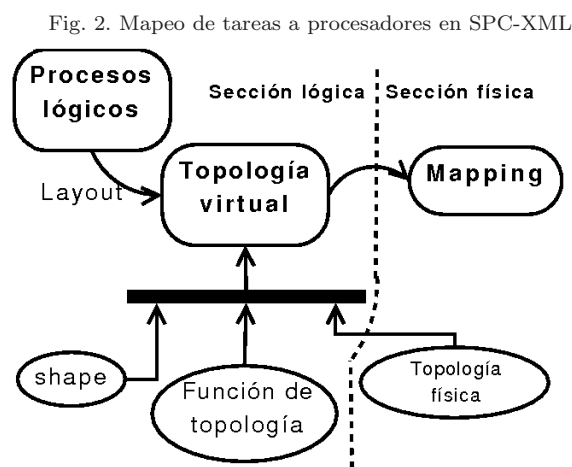 Fig. 2. Mapeo de tareas a procesadores en SPC-XML
Procesos
lógicos
Sección lógica
Sección física
Layout
Topología
virtual
Mapping
shape
Función de
topología
Topología
física